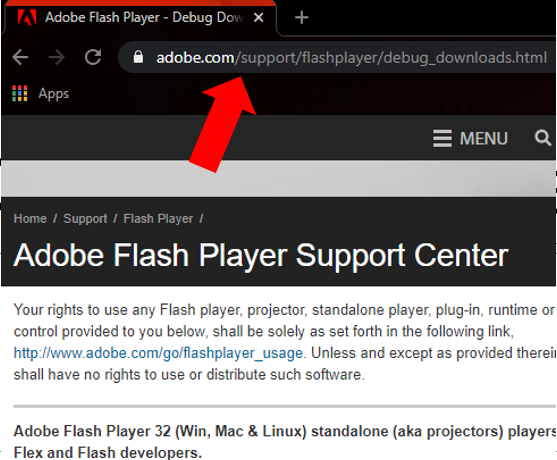 Adobe Flash Player - Debug Dow
adobe.com/support/flashplayer/debug_downloads.html
Apps
MENU
Home / Support / Flash Player /
Adobe Flash Player Support Center
Your rights to use any Flash player, projector, standalone player, plug-in, runtime or
control provided to you below, shall be solely as set forth in the following link,
http://www.adobe.com/go/flashplayer_usage. Unless and except as provided therein
shall have no rights to use or distribute such software.
Adobe Flash Player 32 (Win, Mac & Linux) standalone (aka projectors) players
Flex and Flash developers.